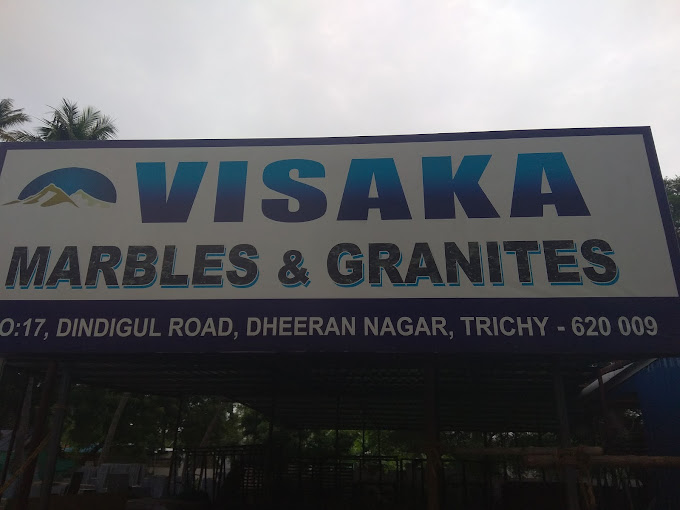 VISAKA
MARBLES & GRANITES
O:17, DINDIGUL ROAD, DHEERAN NAGAR, TRICHY - 620 009